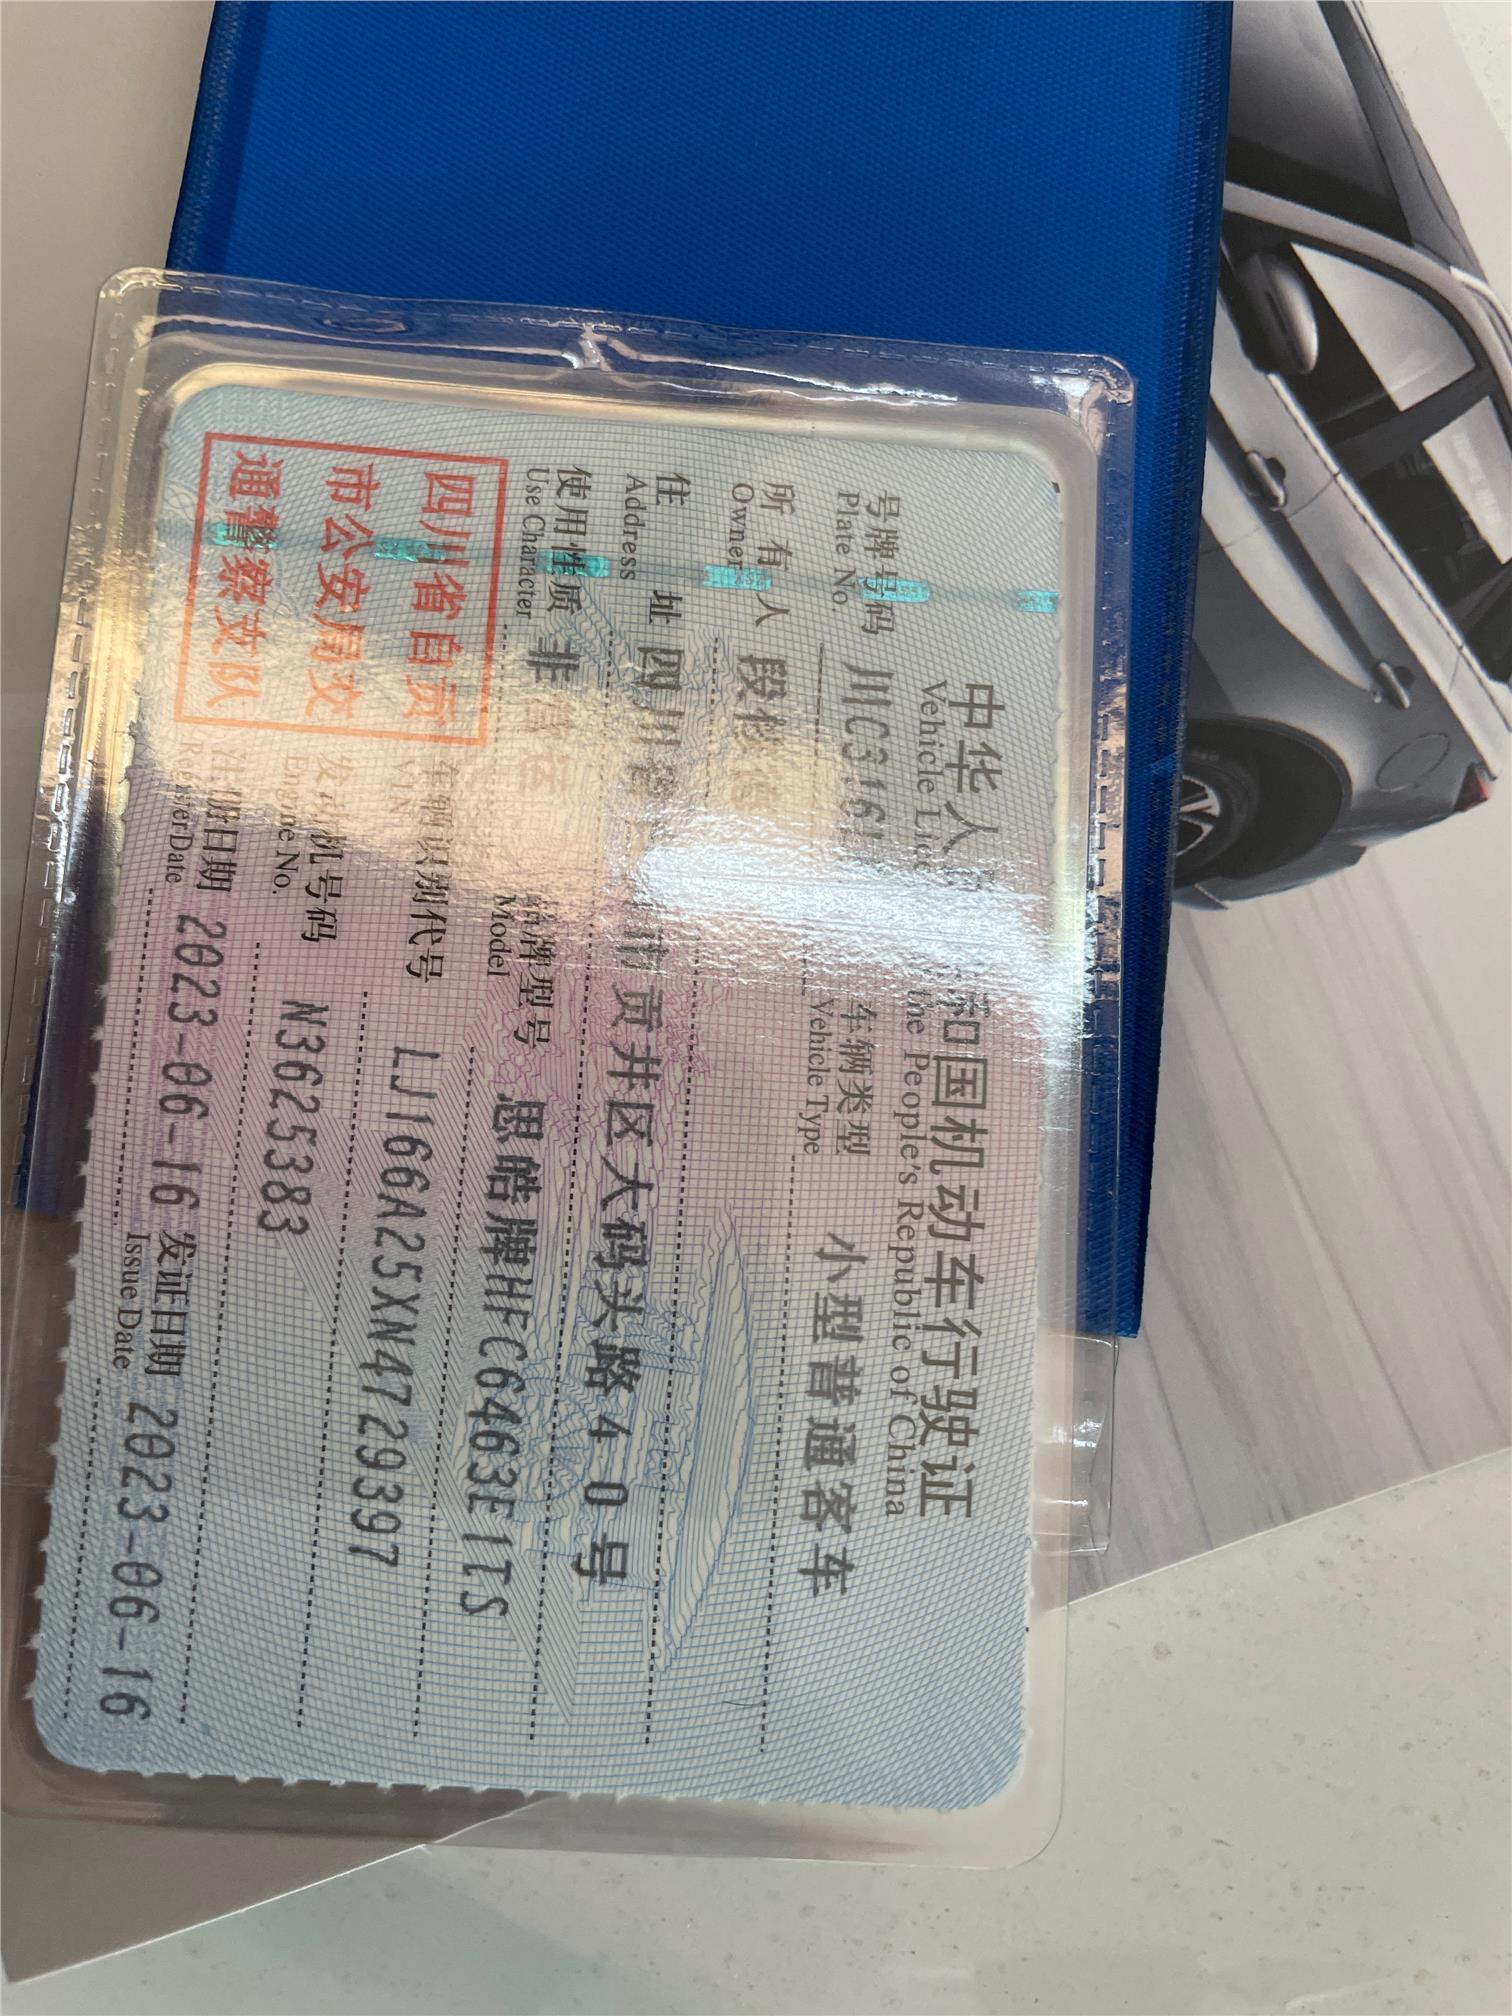 中华人 和国机动车行驶证
Vehicle the People's Republic of China
号牌号码 川C3161 车辆类型 小型普通客车
Plate No. Vehicle Type
所有人 段
Owner
住址 四川 市贡井区大码头路40号
Address
使用性质 非营运 品牌型号 思皓牌HFC6463E1TS
Use Character Model
四川省自贡
市公安局交
通警察支队
车辆识别代号 LJ166A25XN4729397
发动机号码 N3625383
Engine No.
注册日期 2023-06-16 发证日期 2023-06-16
Register Date Issue Date